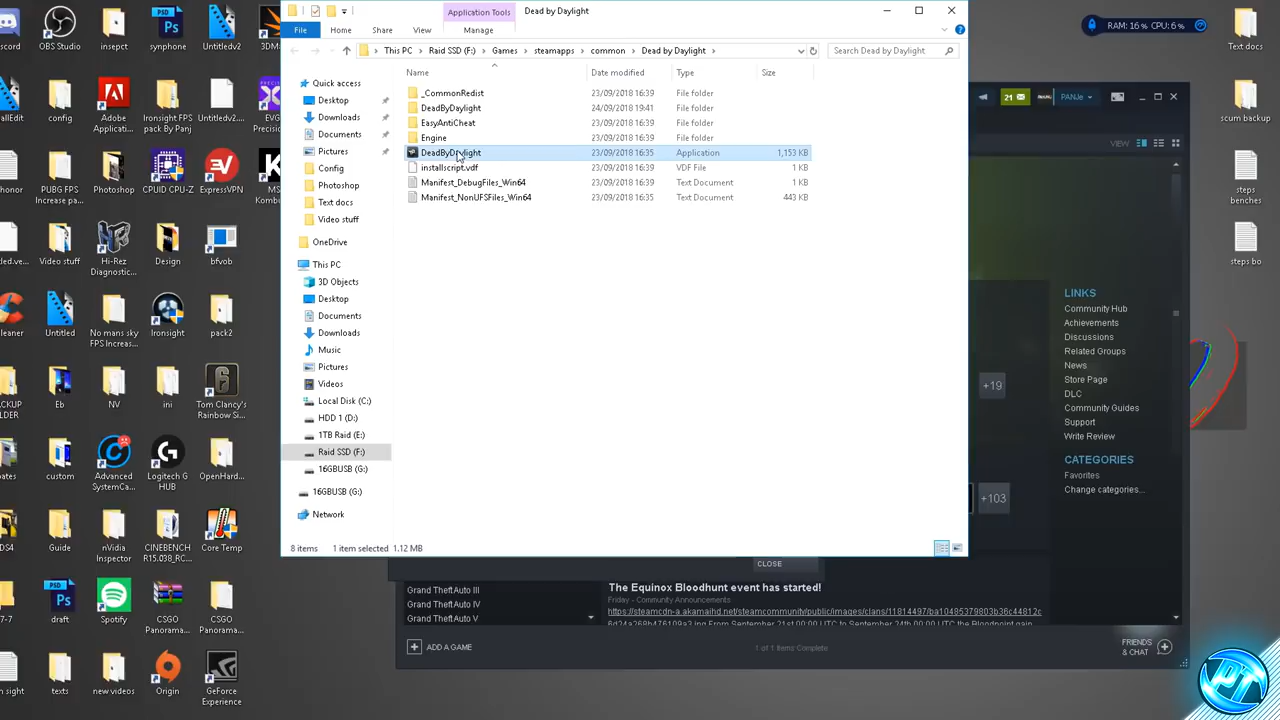 Application Tools
Dead by Daylight
File
Home
Share
View
Manage
This PC
Raid SSD (F:)
Games
steamapps
common
Dead by Daylight
Search Dead by Daylight
Name
Date modified
Type
Size
_CommonRedist
23/09/2018 16:39
File folder
DeadByDaylight
24/09/2018 19:41
File folder
EasyAntiCheat
23/09/2018 16:39
File folder
Engine
23/09/2018 16:39
File folder
DeadByDaylight
23/09/2018 16:35
Application
1,153 KB
installscript.vdf
23/09/2018 16:39
VDF File
1 KB
Manifest_DebugFiles_Win64
23/09/2018 16:39
Text Document
1 KB
Manifest_NonUFSFiles_Win64
23/09/2018 16:35
Text Document
443 KB
Quick access
Desktop
Downloads
Documents
Pictures
Config
Photoshop
Text docs
Video stuff
OneDrive
This PC
3D Objects
Desktop
Documents
Downloads
Music
Pictures
Videos
Local Disk (C:)
HDD 1 (D:)
1TB Raid (E:)
Raid SSD (F:)
16GBUSB (G:)
16GBUSB (G:)
Network
8 items
1 item selected 1.12 MB
OBS Studio
insepct
synphone
Untitledv2
config
Adobe Applicati...
Ironsight FPS pack By Panj
Untitledv2....
PUBG FPS Increase pa...
Photoshop
CPUID CPU-Z
ExpressVPN
Video stuff
Hi-Rez Diagnostic...
Design
bfvob
Untitled
No mans sky FPS Increas...
Ironsight
pack2
Eb
NV
ini
Tom Clancy's Rainbow Si...
custom
Advanced SystemCa...
Logitech G HUB
OpenHard...
Guide
nVidia Inspector
CINEBENCH R15.038_RC...
Core Temp
draft
Spotify
CSGO Panorama...
CSGO Panorama...
texts
new videos
Origin
GeForce Experience
RAM: 16 % CPU: 6 %
Text docs
scum backup
steps benches
steps bo
21
PANJe
VIEW
LINKS
Community Hub
Achievements
Discussions
Related Groups
News
Store Page
DLC
Community Guides
Support
Write Review
CATEGORIES
Favorites
Change categories...
+19
+103
CLOSE
Grand Theft Auto III
Grand Theft Auto IV
Grand Theft Auto V
The Equinox Bloodhunt event has started!
Friday - Community Announcements
ADD A GAME
1 of 1 Items Complete
FRIENDS & CHAT